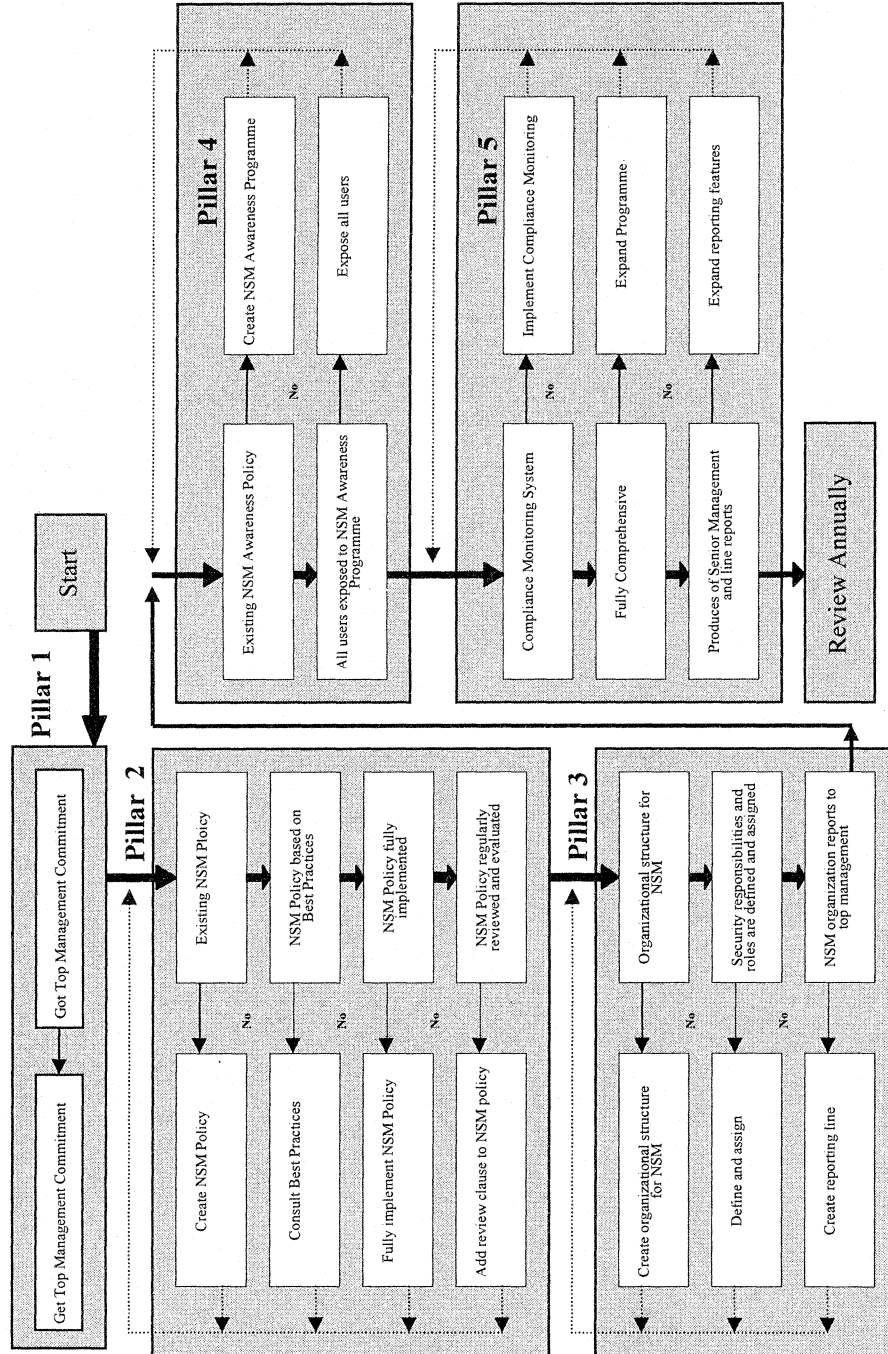 Start
Pillar 1
Got Top Management Commitment
Get Top Management Commitment
Pillar 2
Existing NSM Ploicy
No
Create NSM Policy
NSM Policy based on
Best Practices
No
Consult Best Practices
NSM Policy fully
implemented
No
Fully implement NSM Policy
NSM Policy regularly
reviewed and evaluated
Add review clause to NSM policy
Pillar 3
Organizational structure for
NSM
No
Create organizational structure
for NSM
Security responsibilities and
roles are defined and assigned
No
Define and assign
NSM organization reports to
top management
Create reporting line
Pillar 4
Existing NSM Awareness Policy
No
Create NSM Awareness Programme
All users exposed to NSM Awareness
Programme
Expose all users
Pillar 5
Compliance Monitoring System
No
Implement Compliance Monitoring
Fully Comprehensive
No
Expand Programme
Produces of Senior Management
and line reports
Expand reporting features
Review Annually